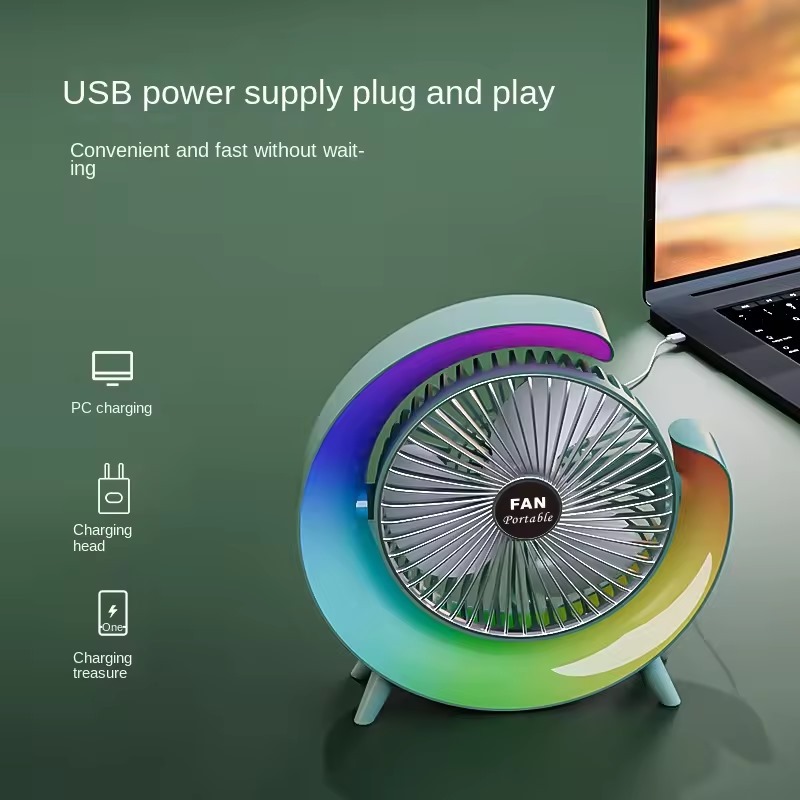 USB power supply plug and play
Convenient and fast without wait-
ing
PC charging
Charging
head
One
Charging
treasure
FAN
Portable